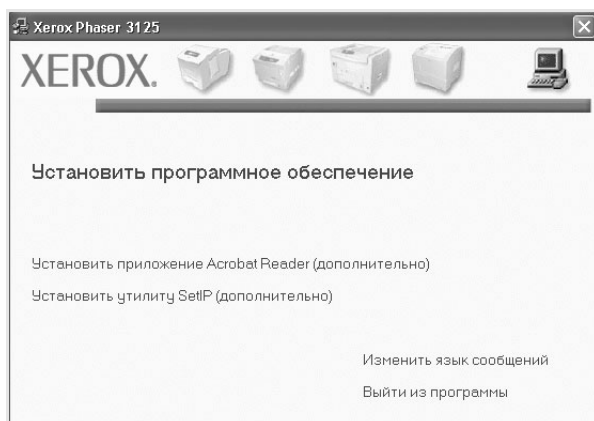 Xerox Phaser 3125
XEROX.
Установить программное обеспечение
Установить приложение Acrobat Reader (дополнительно)
Установить утилиту SetIP (дополнительно)
Изменить язык сообщений
Выйти из программы